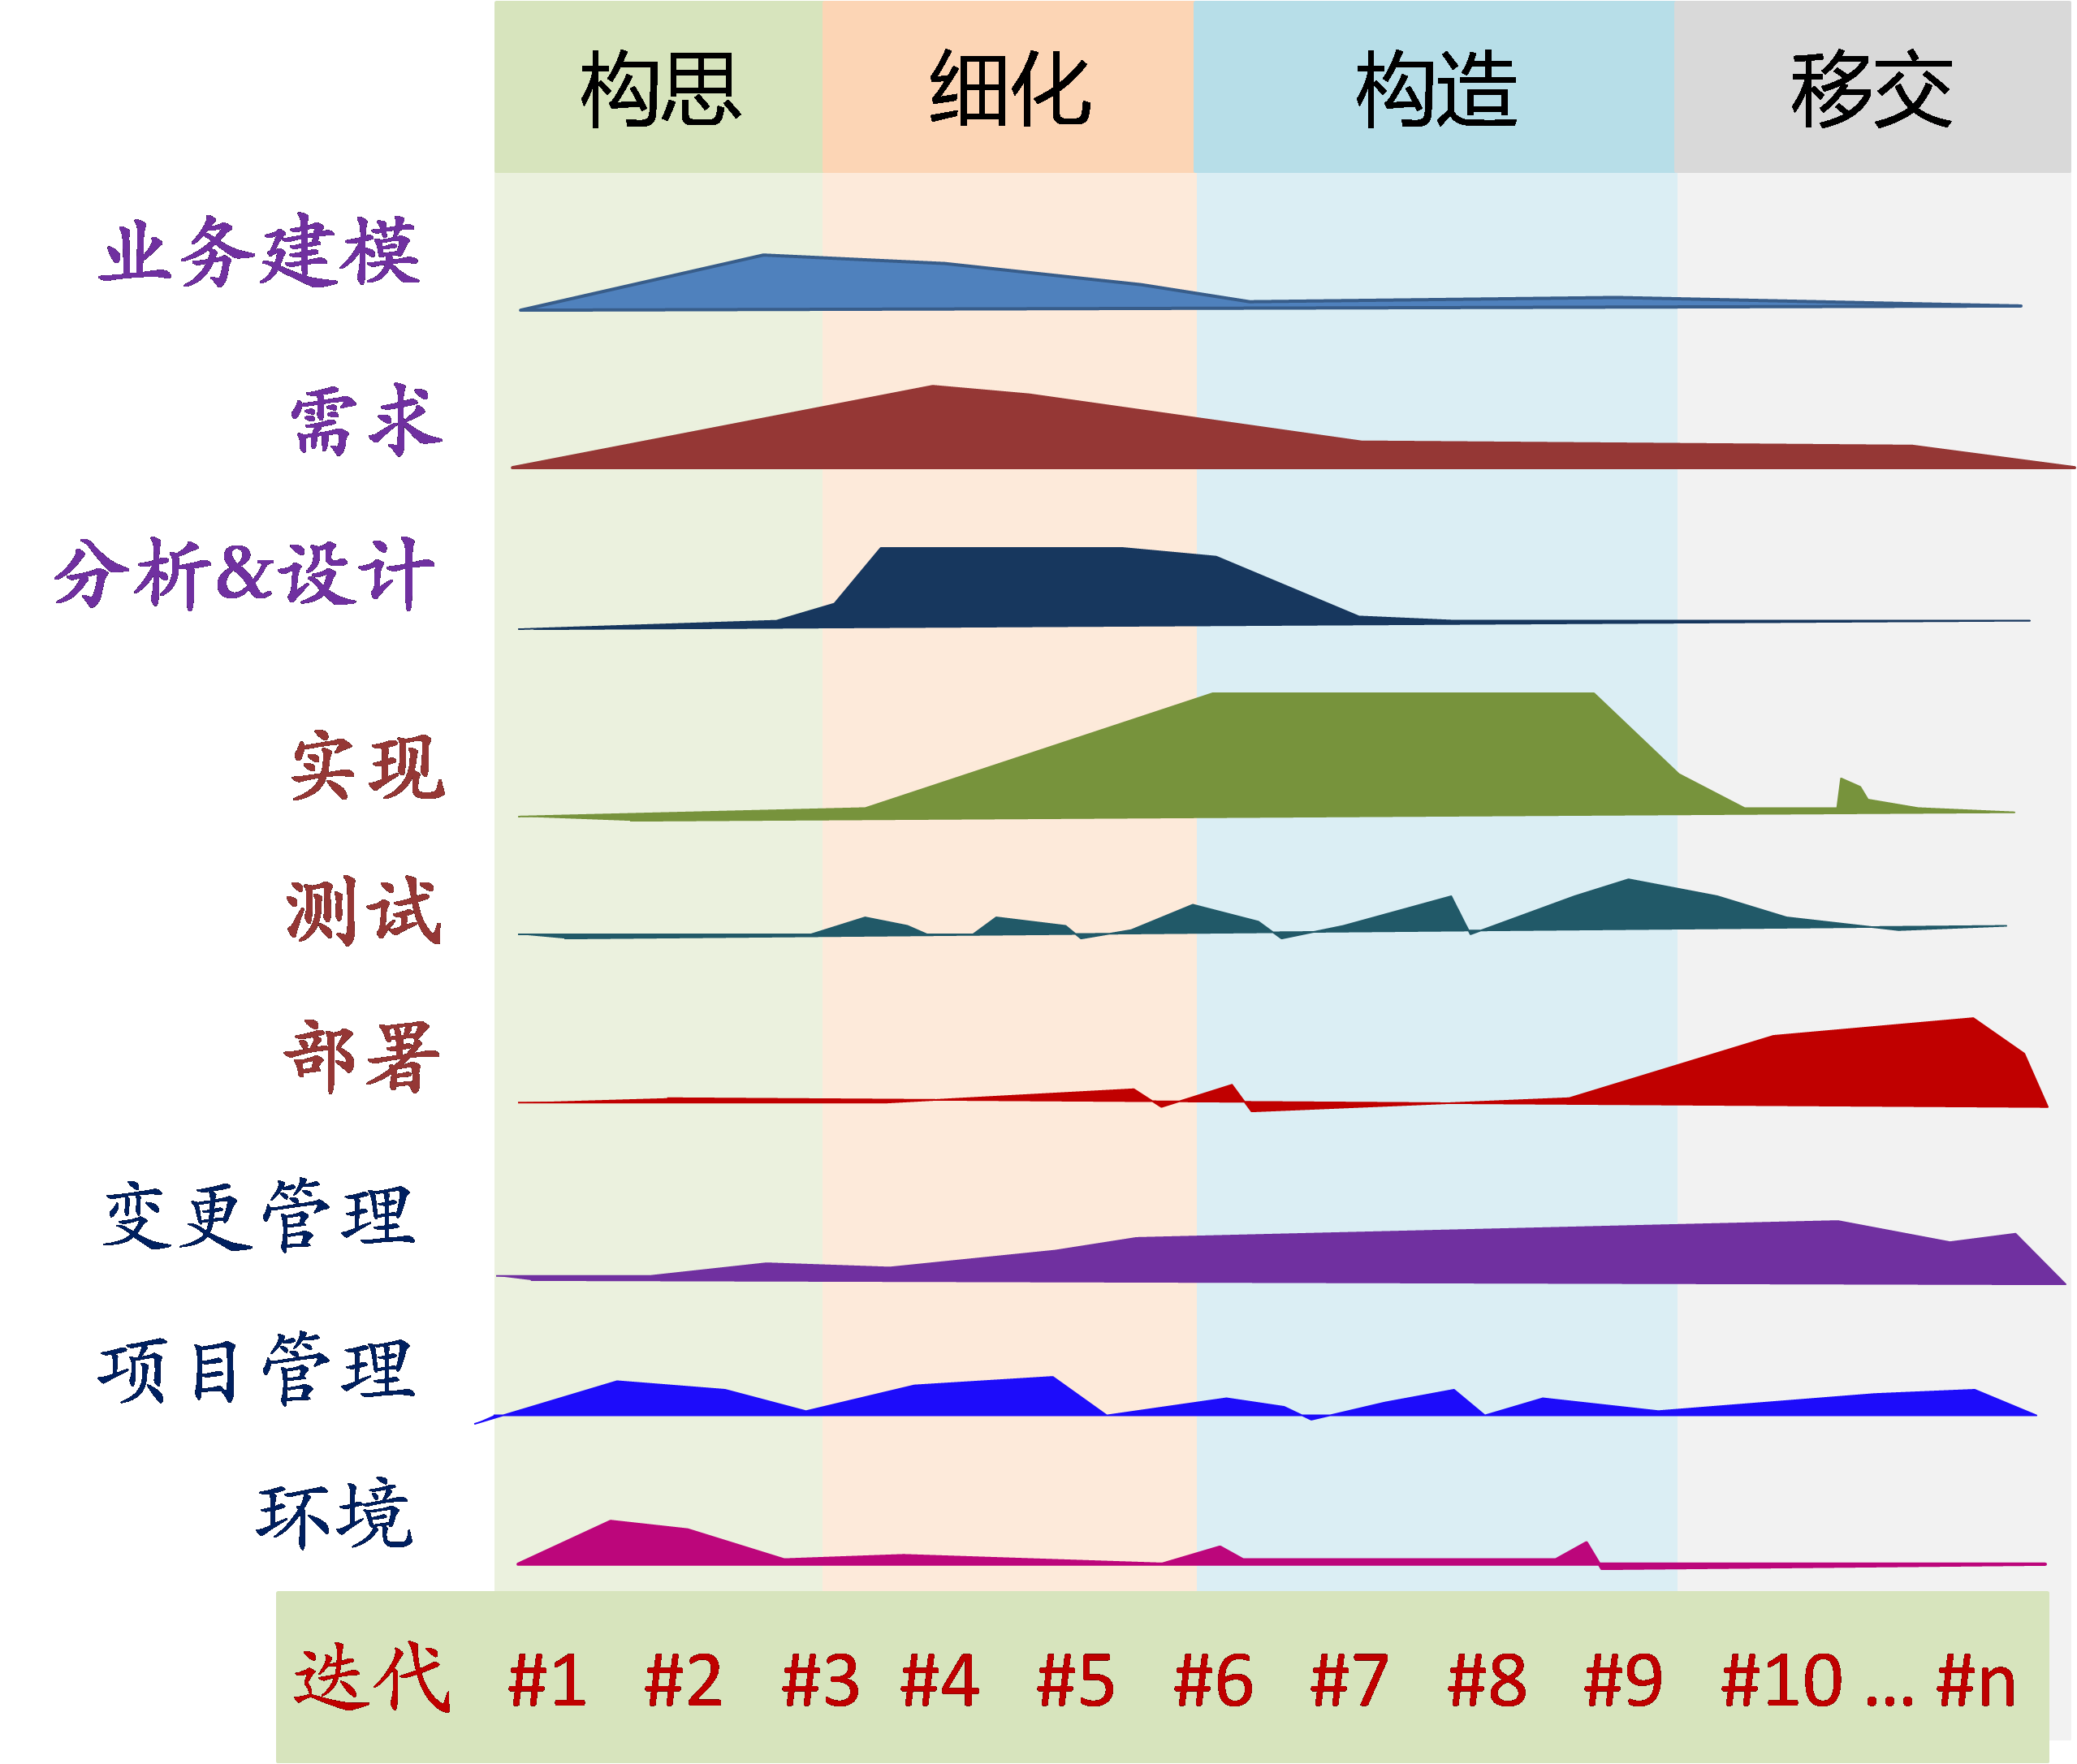 构思 细化 构造 移交
业务建模
需求
分析&设计
实现
测试
部署
变更管理
项目管理
环境
迭代 #1 #2 #3 #4 #5 #6 #7 #8 #9 #10 ... #n